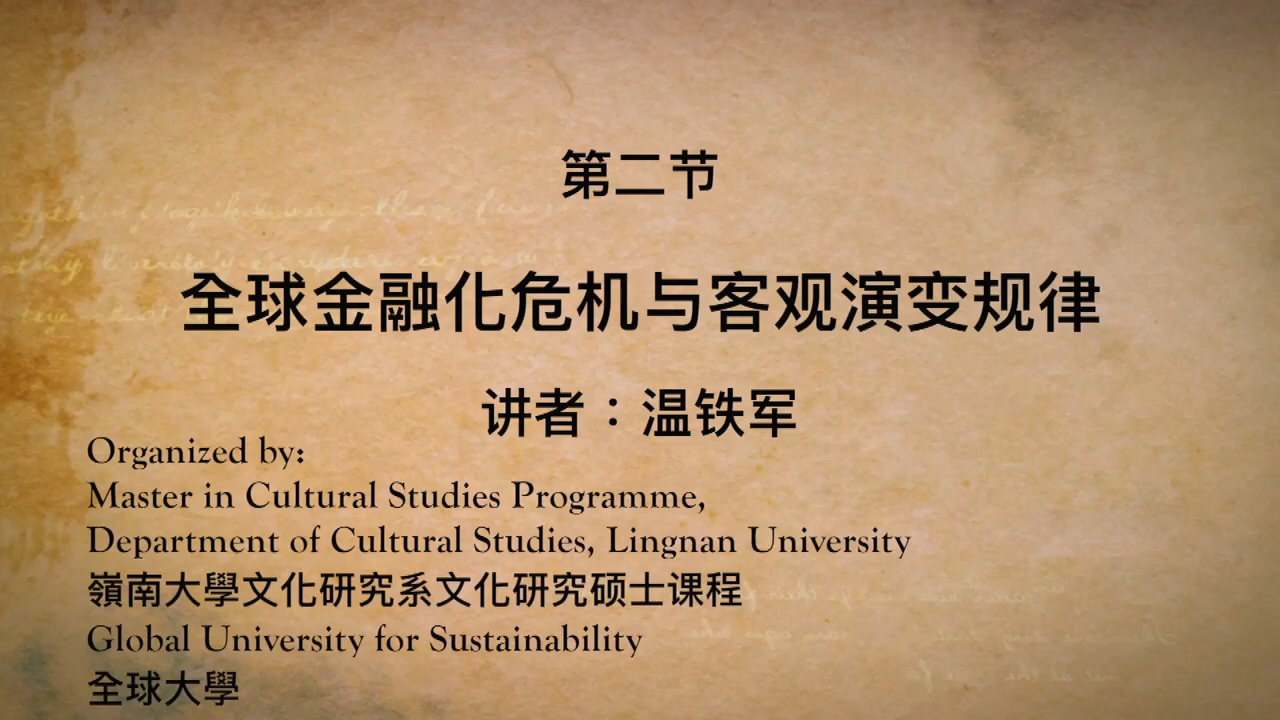 第二节
全球金融化危机与客观演变规律
讲者：温铁军
Organized by:
Master in Cultural Studies Programme,
Department of Cultural Studies, Lingnan University
嶺南大學文化研究系文化研究硕士课程
Global University for Sustainability
全球大學